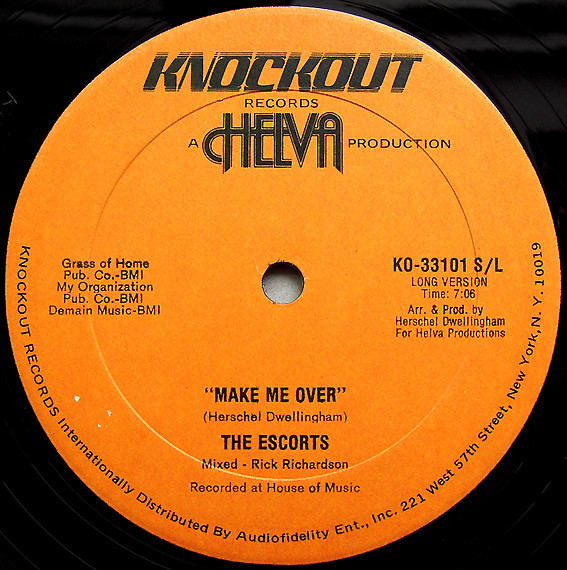 KNOCKOUT
RECORDS
A HELVA PRODUCTION
Grass of Home
Pub. Co.-BMI
My Organization
Pub. Co.-BMI
Demain Music-BMI
KO-33101 S/L
LONG VERSION
Time: 7:06
Arr. & Prod. by
Herschel Dwellingham
For Helva Productions
"MAKE ME OVER"
(Herschel Dwellingham)
THE ESCORTS
Mixed - Rick Richardson
Recorded at House of Music
KNOCKOUT RECORDS Internationally Distributed By Audiofidelity Ent., Inc. 221 West 57th Street, New York, N. Y. 10019